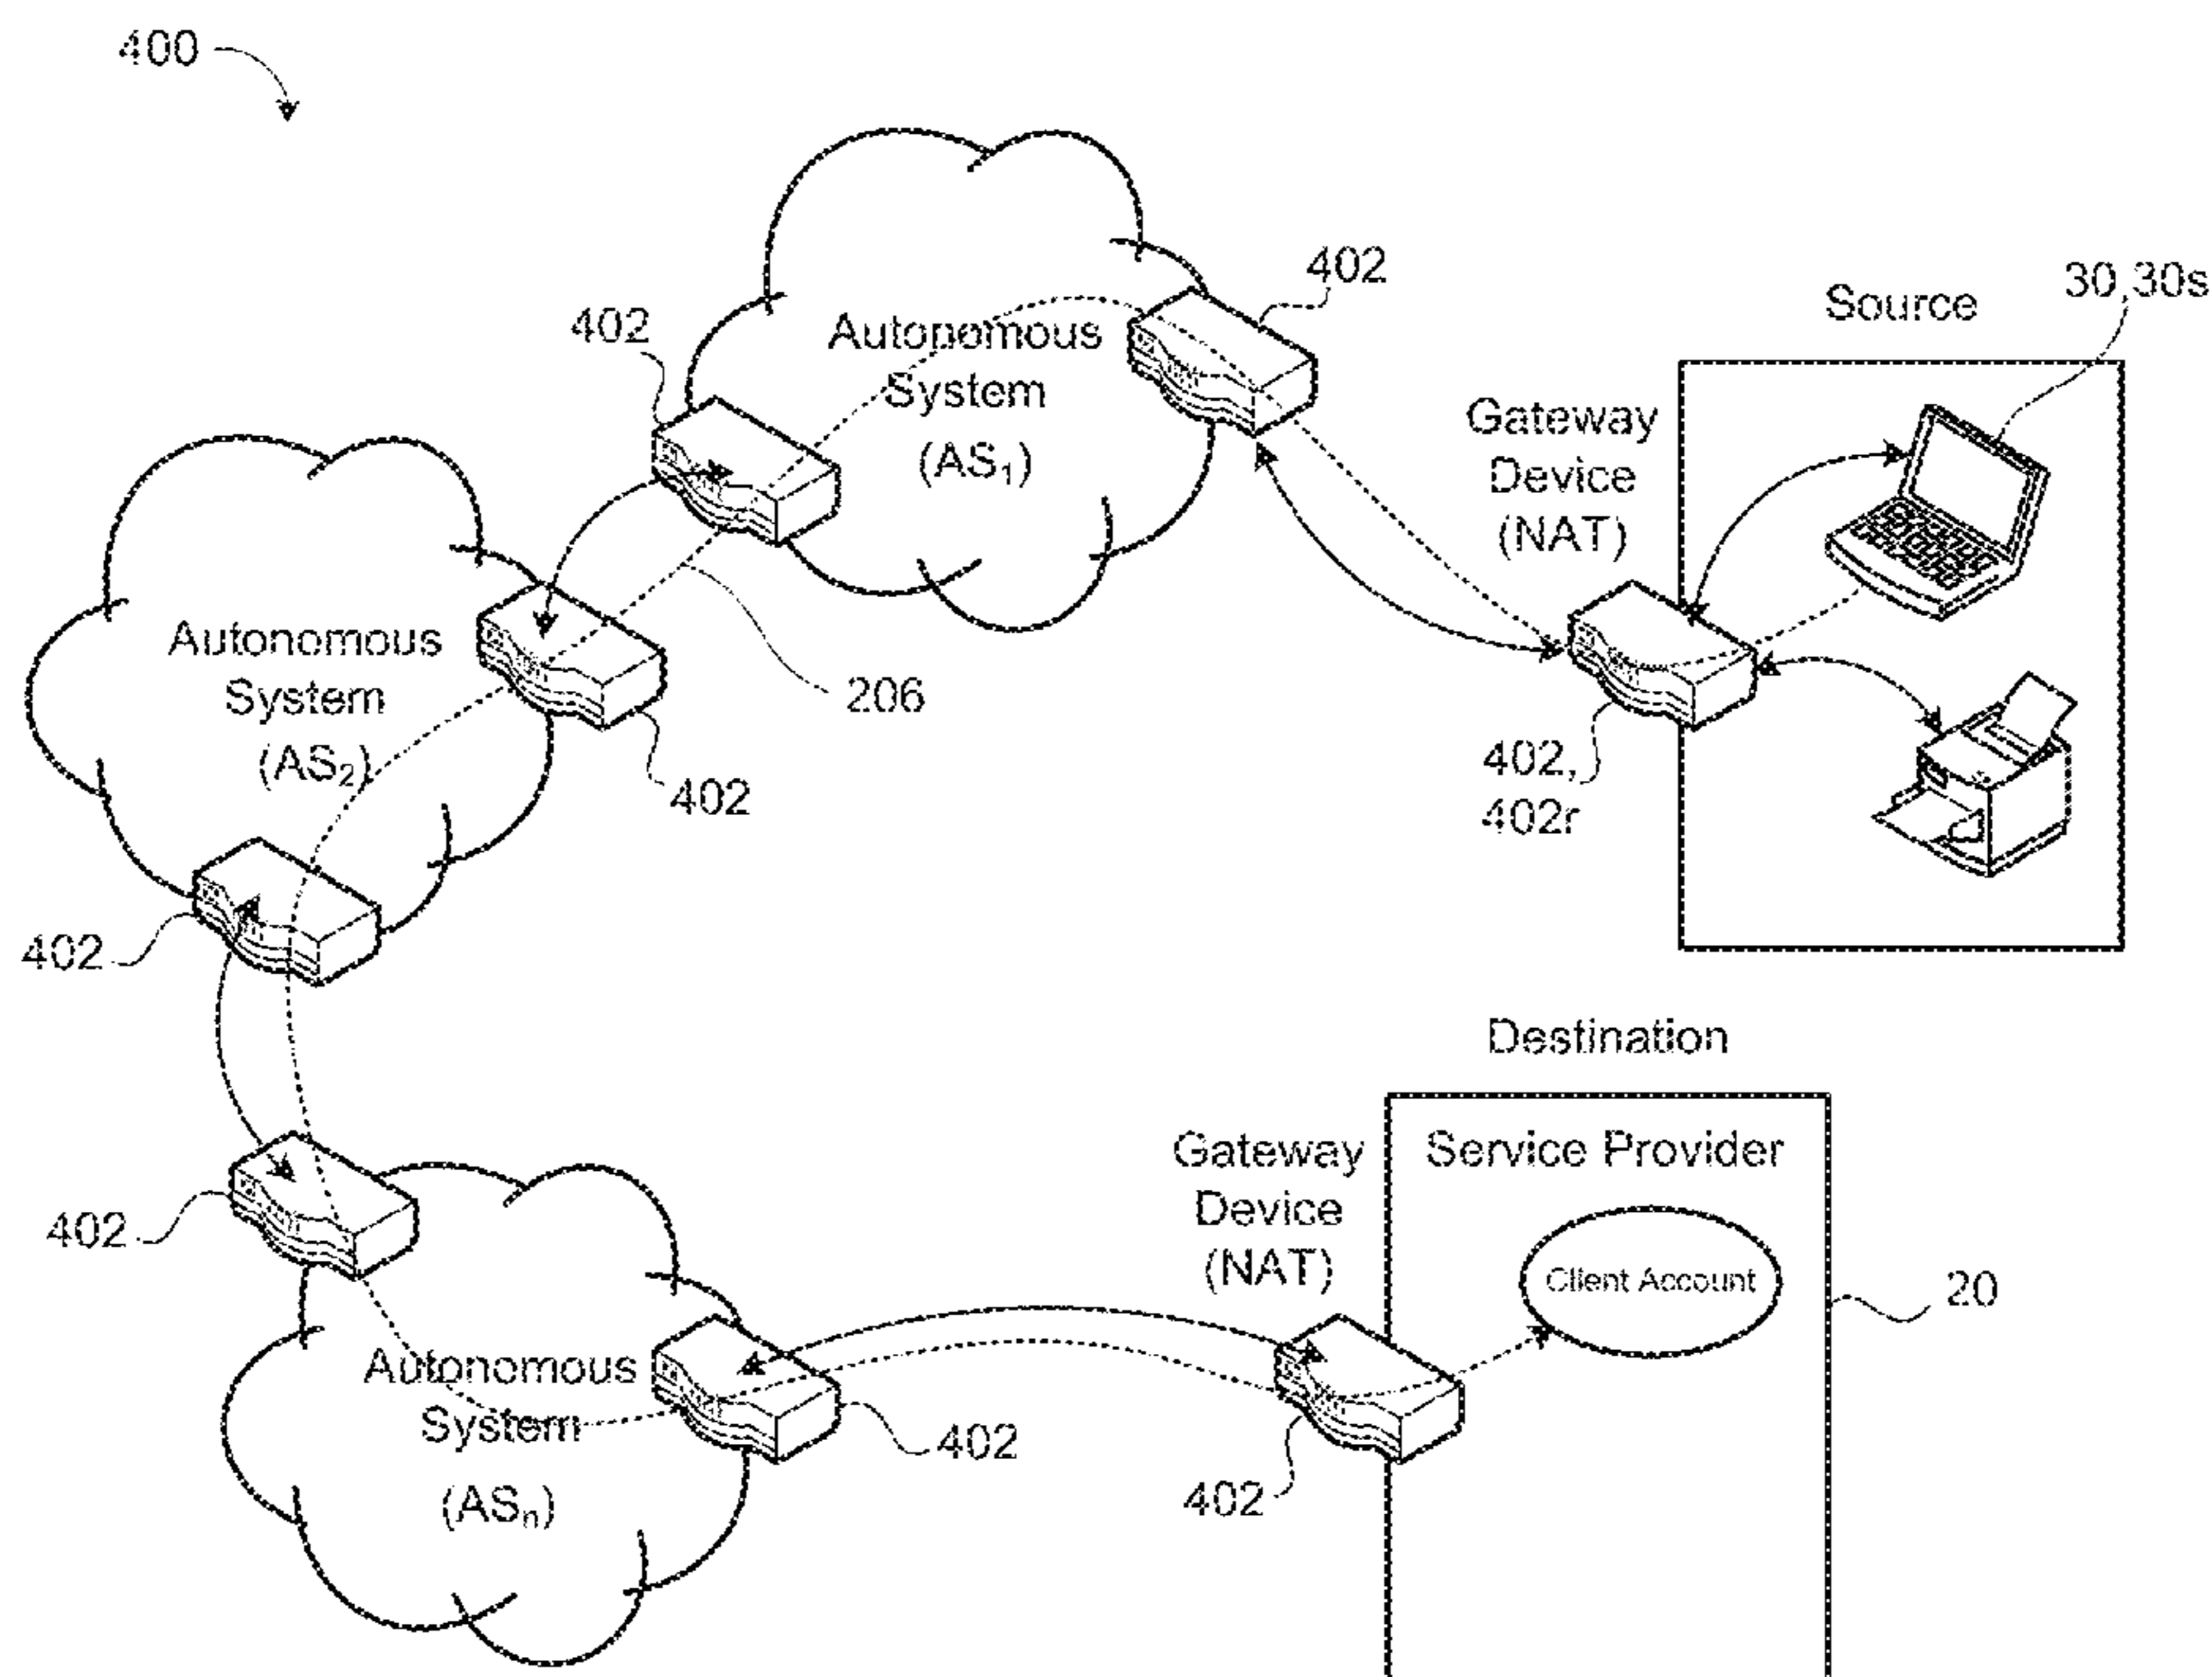 400
402
30,30s
Source
402
Autonomous
System
(AS1)
Gateway
Device
(NAT)
Autonomous
System
(AS2)
206
402
402,
402r
402
Destination
Gateway
Device
(NAT)
Service Provider
Client Account
20
402
Autonomous
System
(ASn)
402
402